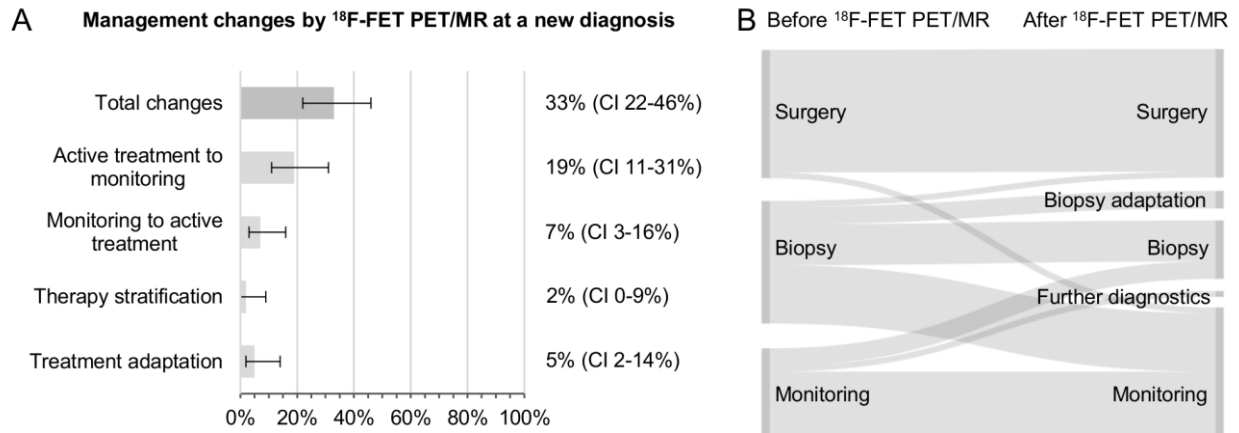 A Management changes by ¹⁸F-FET PET/MR at a new diagnosis
Total changes 33% (CI 22-46%)
Active treatment to
monitoring 19% (CI 11-31%)
Monitoring to active
treatment 7% (CI 3-16%)
Therapy stratification 2% (CI 0-9%)
Treatment adaptation 5% (CI 2-14%)
0% 20% 40% 60% 80% 100%
B Before ¹⁸F-FET PET/MR After ¹⁸F-FET PET/MR
Surgery Surgery
Biopsy adaptation
Biopsy Biopsy
Further diagnostics
Monitoring Monitoring